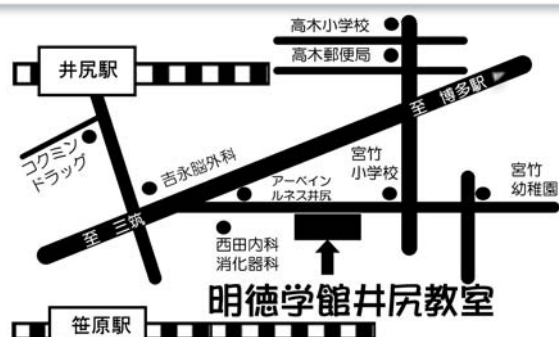 高木小学校
高木郵便局
井尻駅
至 博多駅
コクミン
ドラッグ
吉永脳外科
アーベイン
ルネス井尻
宮竹
小学校
宮竹
幼稚園
至 三筑
西田内科
消化器科
明徳学館井尻教室
笹原駅